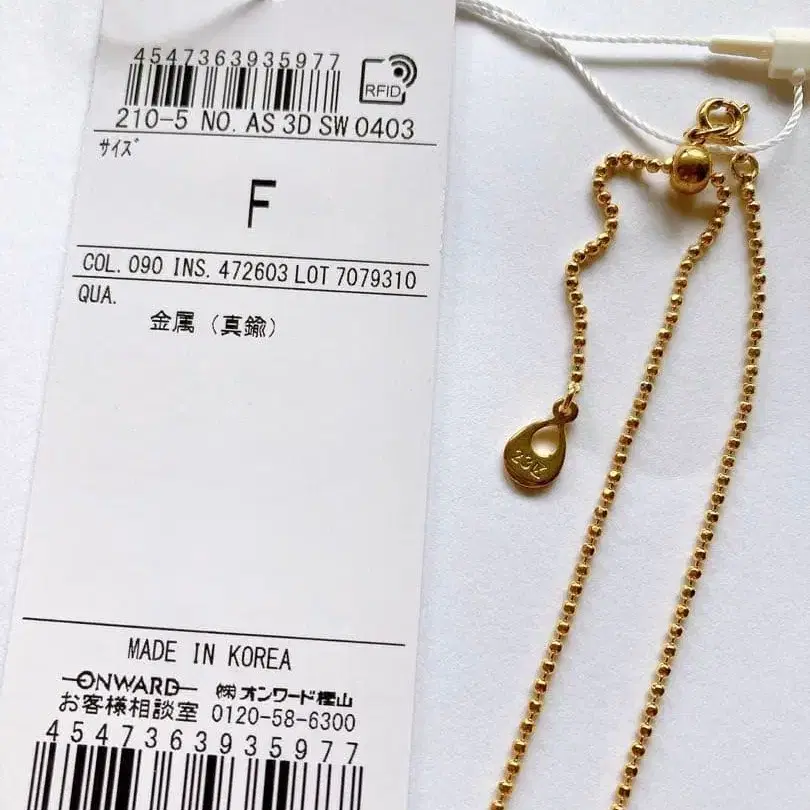 4547363935977
RFID
210-5 NO. AS 3D SW 0403
サイズ
F
COL. 090 INS. 472603 LOT 7079310
QUA.
金属（真鍮）
MADE IN KOREA
ONWARD ㈱オンワード樫山
お客様相談室 0120-58-6300
4547363935977